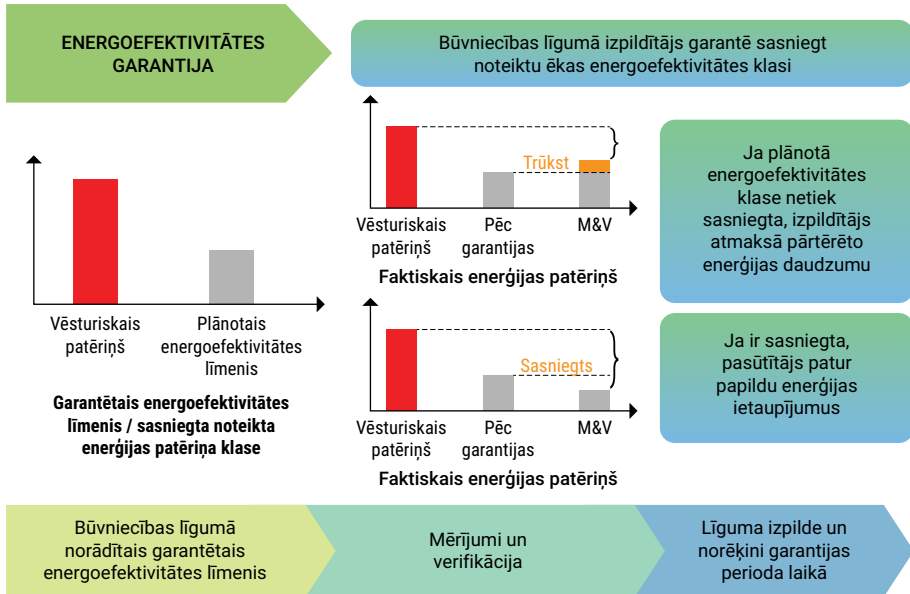 ENERGOEFEKTIVITĀTES
GARANTIJA
Būvniecības līgumā izpildītājs garantē sasniegt
noteiktu ēkas energoefektivitātes klasi
Vēsturiskais
patēriņš
Plānotais
energoefektivitātes
līmenis
Garantētais energoefektivitātes
līmenis / sasniegta noteikta
enerģijas patēriņa klase
Trūkst
Vēsturiskais
patēriņš
Pēc
garantijas
M&V
Faktiskais enerģijas patēriņš
Ja plānotā
energoefektivitātes
klase netiek
sasniegta, izpildītājs
atmaksā pārtērēto
enerģijas daudzumu
Sasniegts
Vēsturiskais
patēriņš
Pēc
garantijas
M&V
Faktiskais enerģijas patēriņš
Ja ir sasniegta,
pasūtītājs patur
papildu enerģijas
ietaupījumus
Būvniecības līgumā
norādītais garantētais
energoefektivitātes līmenis
Mērījumi un
verifikācija
Līguma izpilde un
norēķini garantijas
perioda laikā